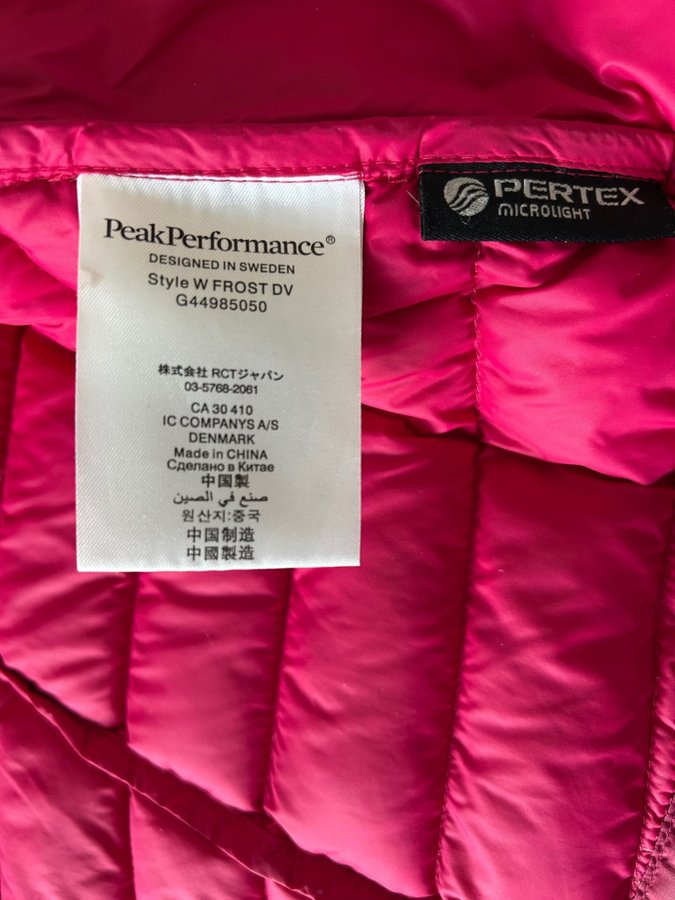 PeakPerformance®
DESIGNED IN SWEDEN
Style W FROST DV
G44985050
株式会社 RCTジャパン
03-5768-2061
CA 30 410
IC COMPANYS A/S
DENMARK
Made in CHINA
Сделано в Китае
中国製
صنع في الصين
원산지:중국
中国制造
中國製造
PERTEX
MICROLIGHT